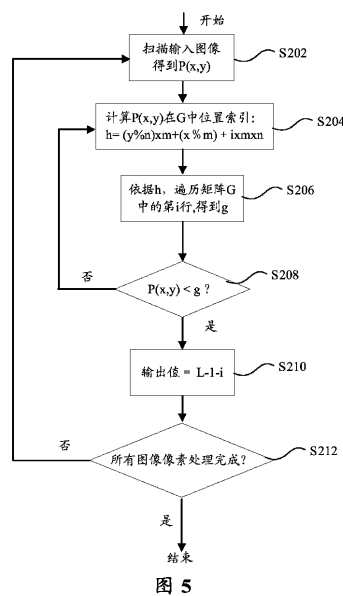 开始
扫描输入图像
得到P(x,y)
S202
计算P(x,y)在G中位置索引:
h= (y%n)xm+(x%m) + ixmxn
S204
依据h，遍历矩阵G
中的第i行,得到g
S206
否
P(x,y) < g ?
S208
是
输出值 = L-1-i
S210
否
所有图像像素处理完成?
S212
是
结束
图 5